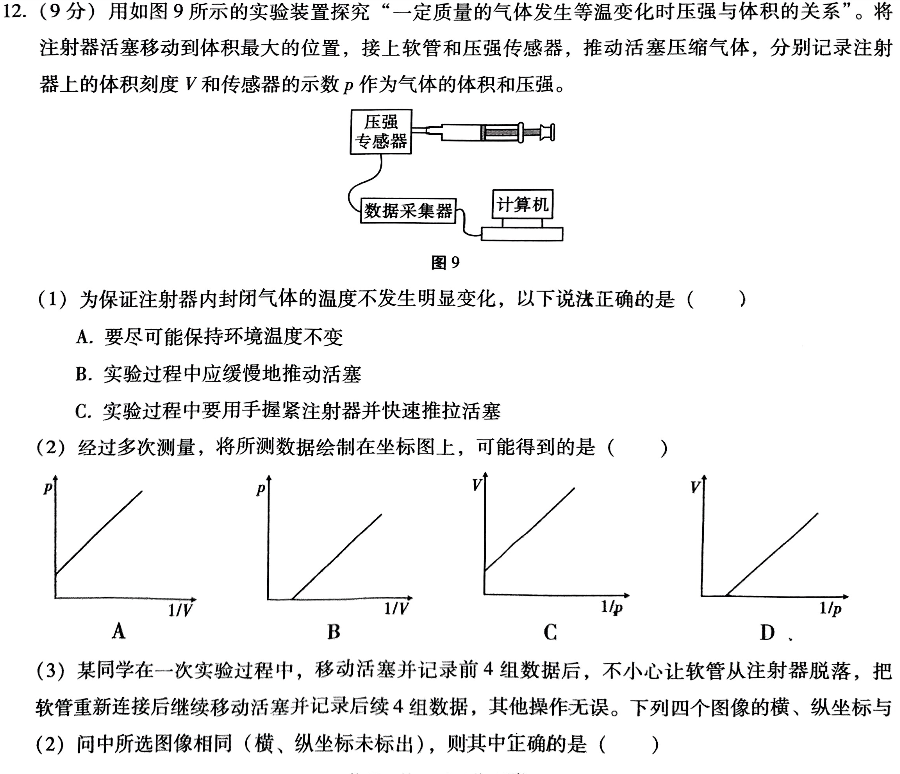 12.(9分)用如图9所示的实验装置探究“一定质量的气体发生等温变化时压强与体积的关系”。将
注射器活塞移动到体积最大的位置，接上软管和压强传感器，推动活塞压缩气体，分别记录注射
器上的体积刻度 V 和传感器的示数 p 作为气体的体积和压强。
压强
专感器
数据采集器
计算机
图9
(1) 为保证注射器内封闭气体的温度不发生明显变化，以下说法正确的是（ ）
A. 要尽可能保持环境温度不变
B. 实验过程中应缓慢地推动活塞
C. 实验过程中要用手握紧注射器并快速推拉活塞
(2) 经过多次测量，将所测数据绘制在坐标图上，可能得到的是（ ）
p p V V
1/V 1/V 1/p 1/p
A B C D .
(3) 某同学在一次实验过程中，移动活塞并记录前4组数据后，不小心让软管从注射器脱落，把
软管重新连接后继续移动活塞并记录后续4组数据，其他操作无误。下列四个图像的横、纵坐标与
(2) 问中所选图像相同（横、纵坐标未标出），则其中正确的是（ ）